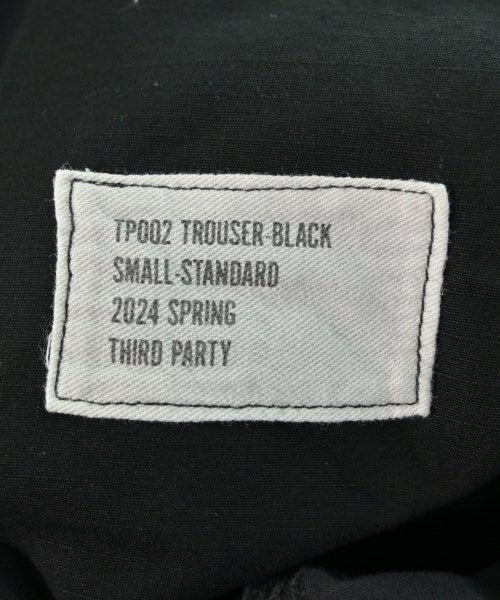 TP002 TROUSER-BLACK
SMALL-STANDARD
2024 SPRING
THIRD PARTY